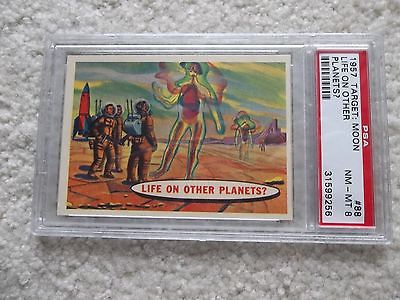 1957 TARGET: MOON
LIFE ON OTHER
PLANETS?
#88
NM-MT 8
31599256
PSA
LIFE ON OTHER PLANETS?